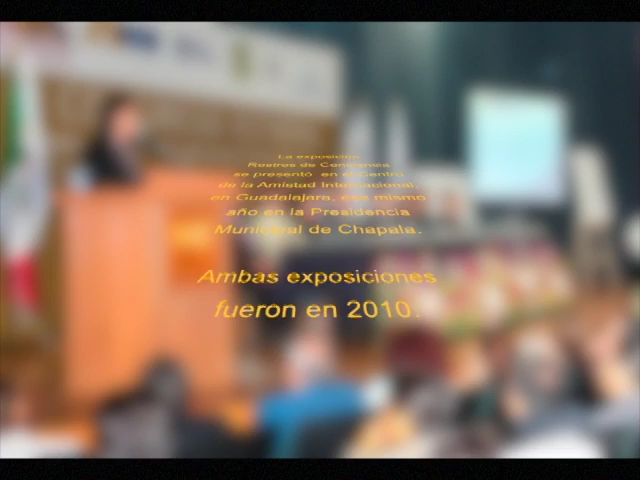 La exposición
Rostros de
se presentó en el Centro
de la Amistad Internacional,
en Guadalajara, ese mismo
año en la Presidencia
Municipal de Chapala.
Ambas exposiciones
fueron en 2010.